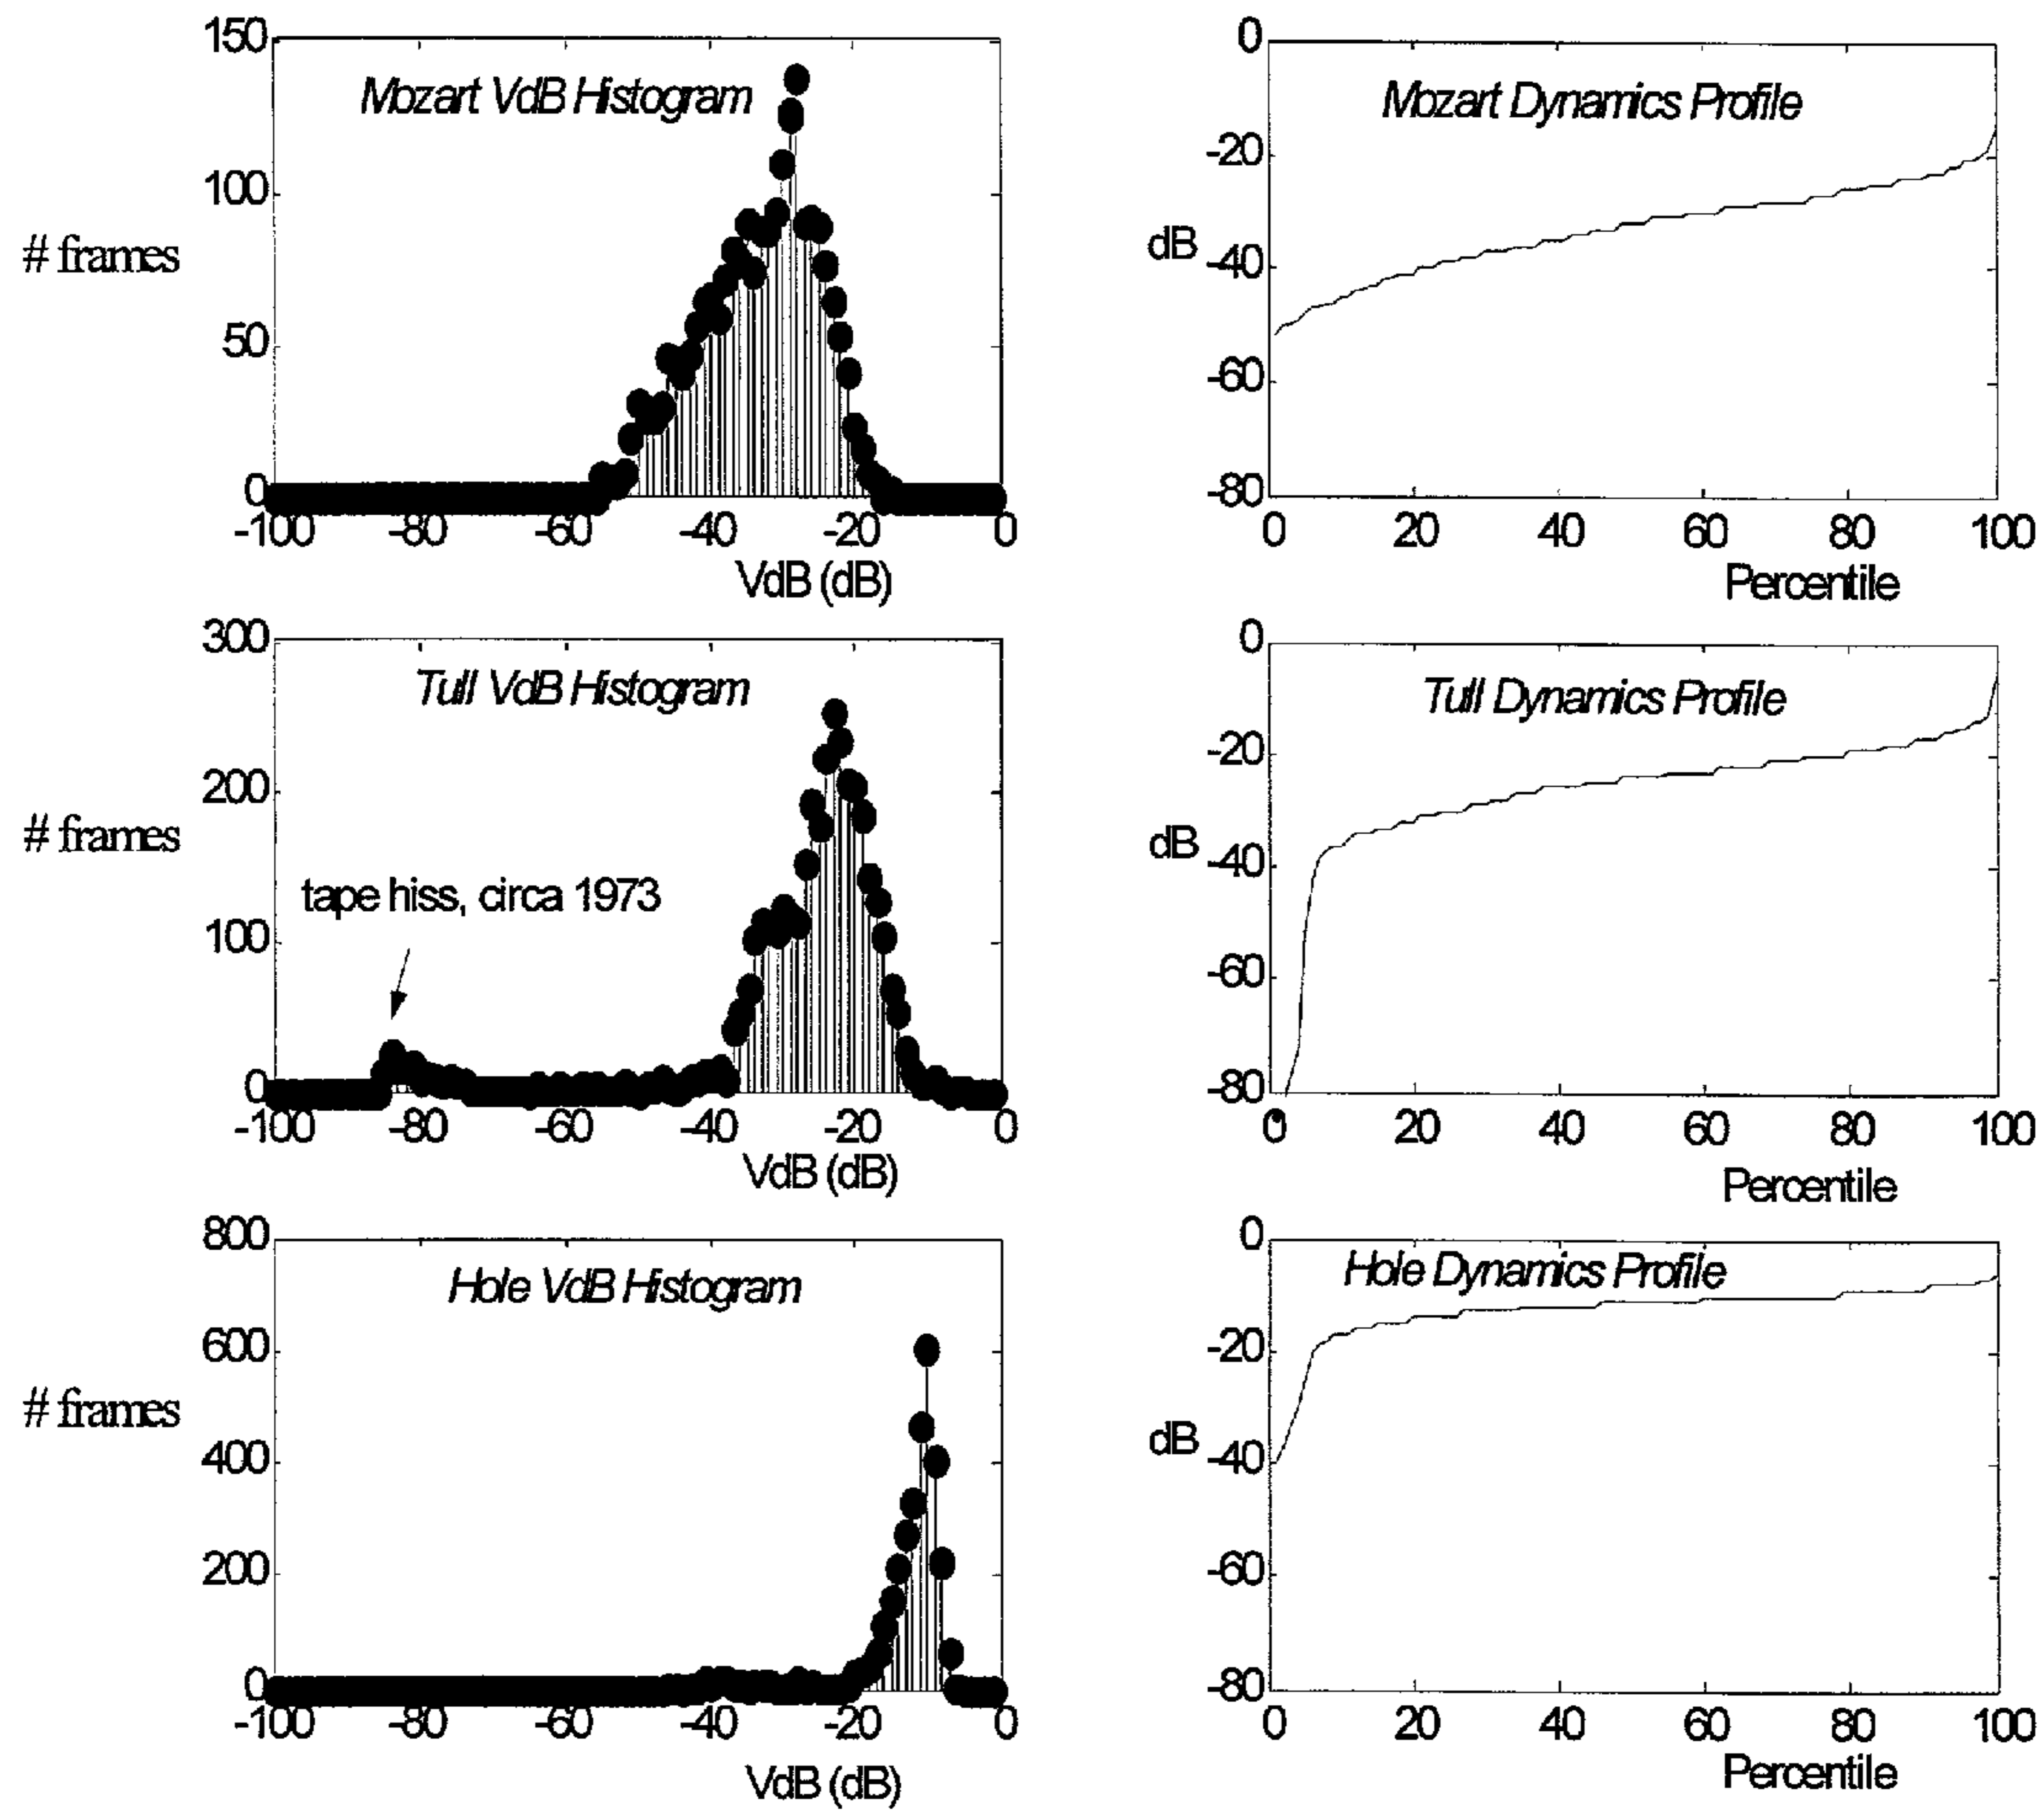 Mozart VdB Histogram
# frames
150
100
50
0
-100 -80 -60 -40 -20 0
VdB (dB)
Mozart Dynamics Profile
dB
0
-20
-40
-60
-80
0 20 40 60 80 100
Percentile
Tull VdB Histogram
# frames
300
200
100
0
tape hiss, circa 1973
-100 -80 -60 -40 -20 0
VdB (dB)
Tull Dynamics Profile
dB
0
-20
-40
-60
-80
0 20 40 60 80 100
Percentile
Hole VdB Histogram
# frames
800
600
400
200
0
-100 -80 -60 -40 -20 0
VdB (dB)
Hole Dynamics Profile
dB
0
-20
-40
-60
-80
0 20 40 60 80 100
Percentile